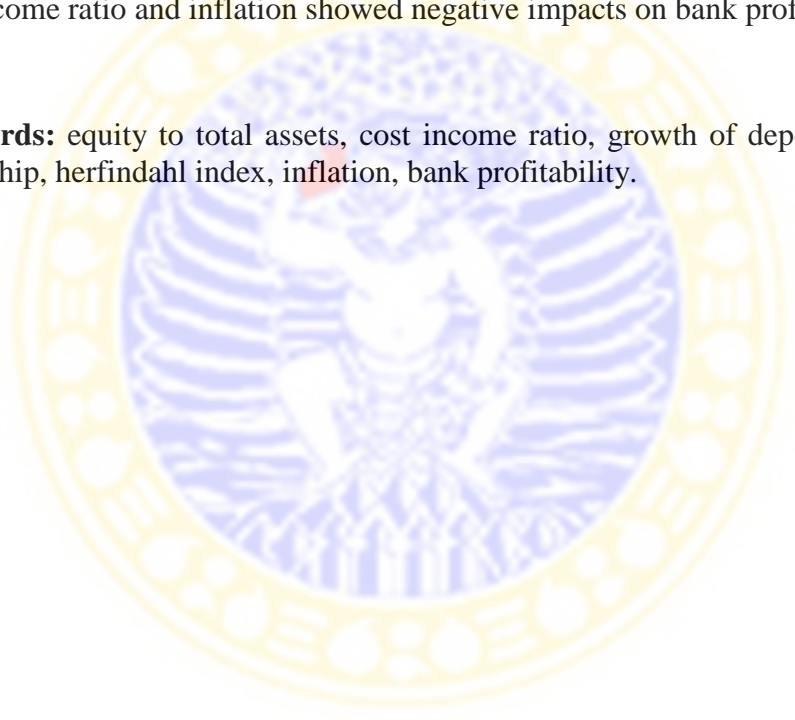 come ratio and inflation showed negative impacts on bank prof
rds: equity to total assets, cost income ratio, growth of dep
hip, herfindahl index, inflation, bank profitability.